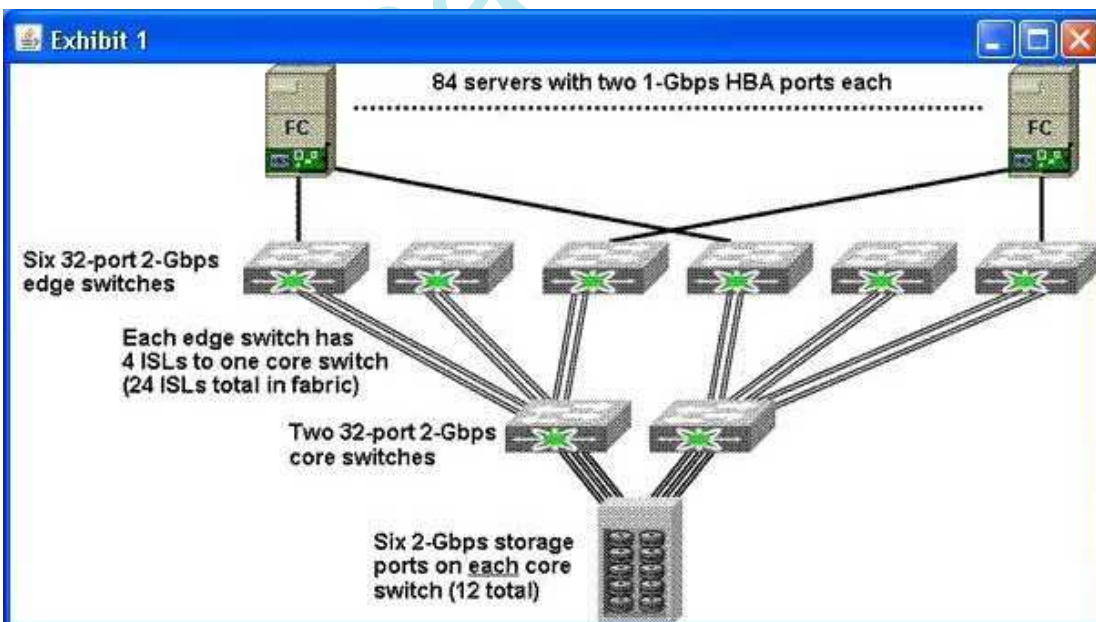 Exhibit 1
84 servers with two 1-Gbps HBA ports each
FC
FC
Six 32-port 2-Gbps
edge switches
Each edge switch has
4 ISLs to one core switch
(24 ISLs total in fabric)
Two 32-port 2-Gbps
core switches
Six 2-Gbps storage
ports on each core
switch (12 total)